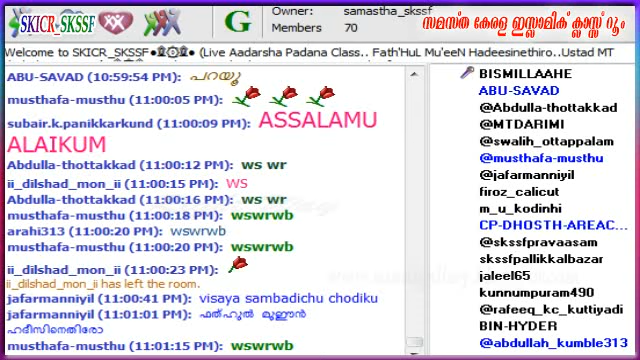 SKICR_SKSSF
G
Owner: samastha_skssf
Members 70
സമസ്ത കേരള ഇസ്ലാമിക് ക്ലാസ്സ് റൂം
Welcome to SKICR_SKSSF (Live Aadarsha Padana Class.. Fath'HuL Mu'eeN Hadeesinethiro..Ustad MT
ABU-SAVAD (10:59:54 PM): പറയൂ
musthafa-musthu (11:00:05 PM):
subair.k.panikkarkund (11:00:09 PM): ASSALAMU
ALAIKUM
Abdulla-thottakkad (11:00:12 PM): ws wr
ii_dilshad_mon_ii (11:00:15 PM): ws
Abdulla-thottakkad (11:00:16 PM): ws wr
musthafa-musthu (11:00:18 PM): wswrwb
arahi313 (11:00:20 PM): wswrwb
musthafa-musthu (11:00:20 PM): wswrwb
ii_dilshad_mon_ii (11:00:23 PM):
ii_dilshad_mon_ii has left the room.
jafarmanniyil (11:00:41 PM): visaya sambadichu chodiku
jafarmanniyil (11:01:01 PM): ഫത്ഹുൽ മുഈൻ
ഹദീസിനെതിരോ
musthafa-musthu (11:01:15 PM): wswrwb
BISMILLAAHE
ABU-SAVAD
@Abdulla-thottakkad
@MTDARIMI
@swalih_ottappalam
@musthafa-musthu
@jafarmanniyil
firoz_calicut
m_u_kodinhi
CP-DHOSTH-AREAC...
@skssfpravaasam
skssfpallikkalbazar
jaleel65
kunnumpuram490
@rafeeq_kc_kuttiyadi
BIN-HYDER
@abdullah_kumble313